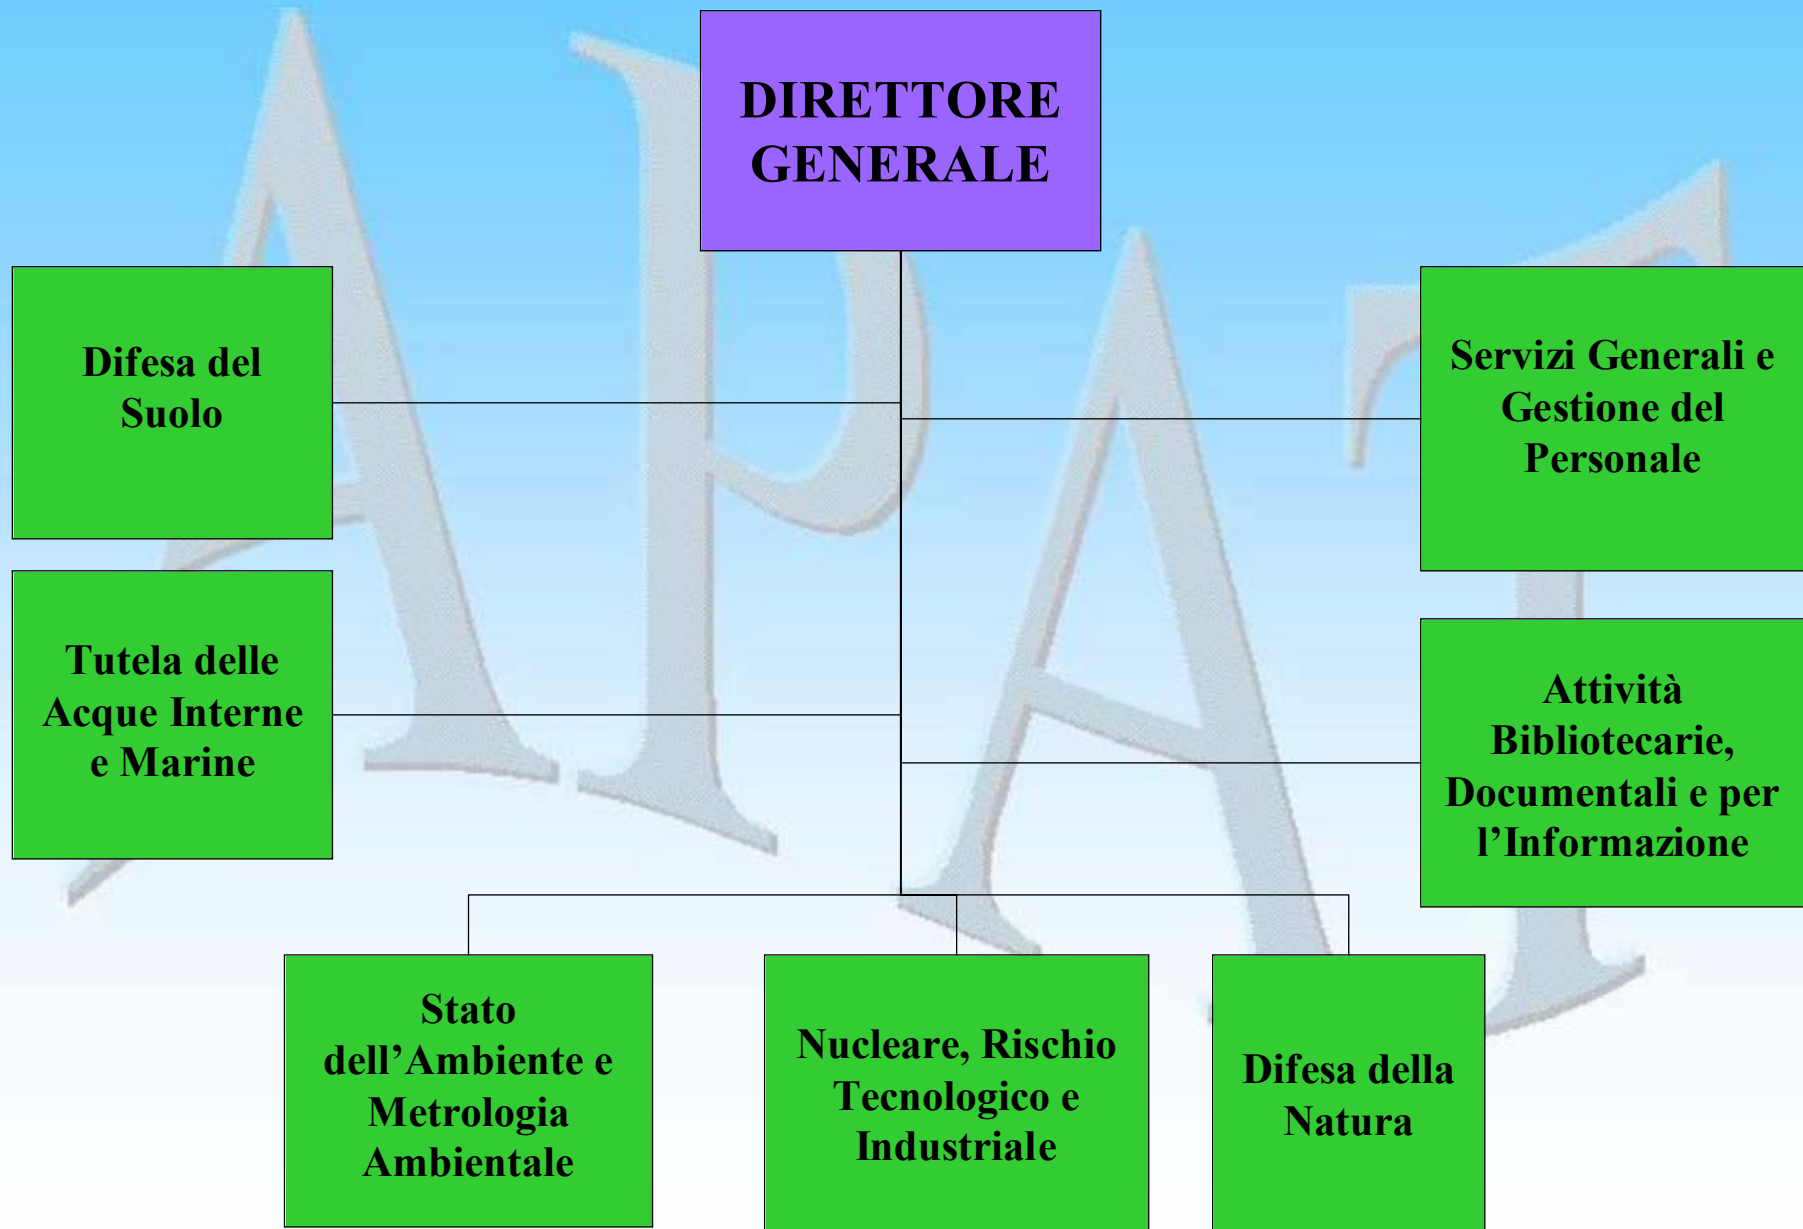 DIRETTORE
GENERALE
Difesa del
Suolo
Servizi Generali e
Gestione del
Personale
Tutela delle
Acque Interne
e Marine
Attività
Bibliotecarie,
Documentali e per
l’Informazione
Stato
dell’Ambiente e
Metrologia
Ambientale
Nucleare, Rischio
Tecnologico e
Industriale
Difesa della
Natura
APAT